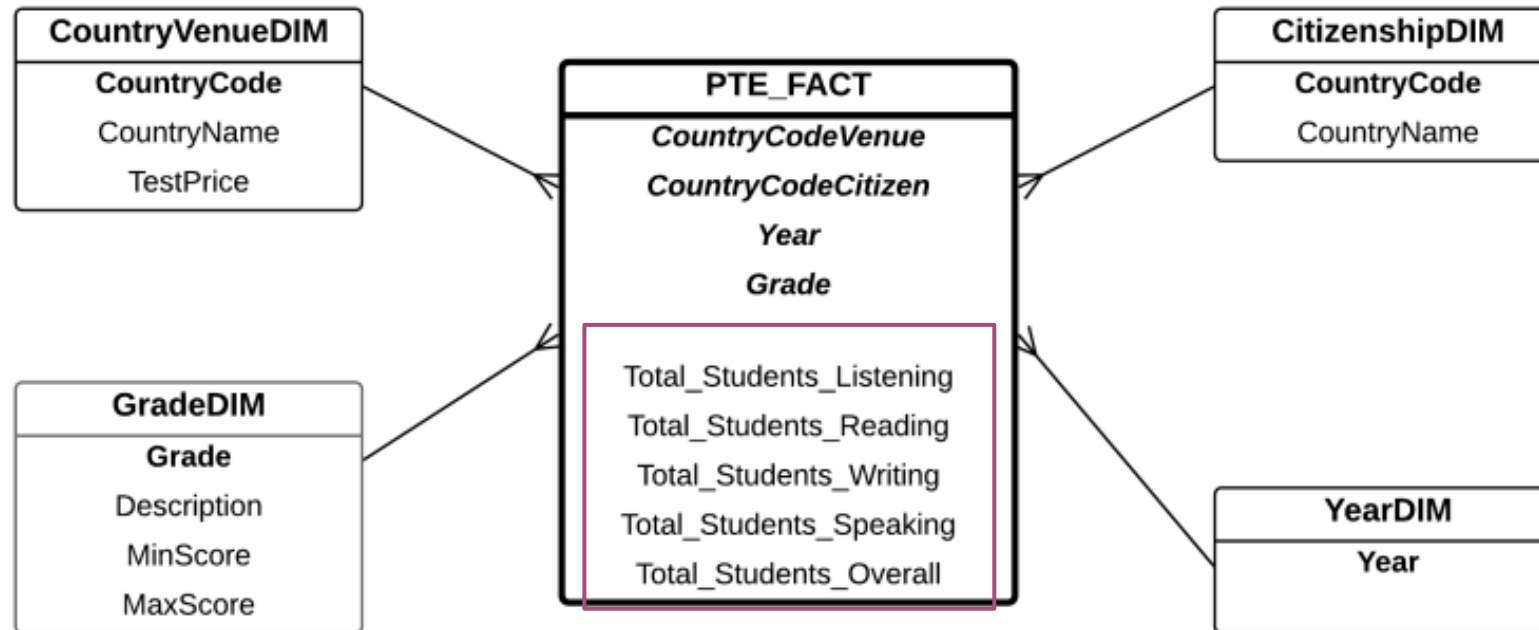 CountryVenueDIM
CountryCode
CountryName
TestPrice
GradeDIM
Grade
Description
MinScore
MaxScore
PTE_FACT
CountryCodeVenue
CountryCodeCitizen
Year
Grade
Total_Students_Listening
Total_Students_Reading
Total_Students_Writing
Total_Students_Speaking
Total_Students_Overall
CitizenshipDIM
CountryCode
CountryName
YearDIM
Year